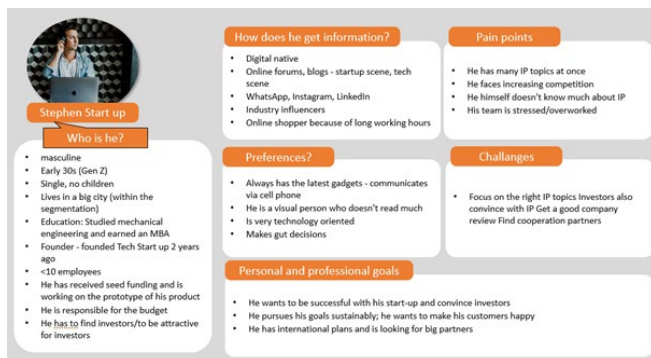 Stephen Start up
Who is he?
masculine
Early 30s (Gen Z)
Single, no children
Lives in a big city (within the
segmentation)
Education: Studied mechanical
engineering and earned an MBA
Founder - founded Tech Start up 2 years
ago
<10 employees
He has received seed funding and is
working on the prototype of his product
He is responsible for the budget
He has to find investors/to be attractive
for investors
How does he get information?
Digital native
Online forums, blogs - startup scene, tech
scene
WhatsApp, Instagram, LinkedIn
Industry influencers
Online shopper because of long working hours
Pain points
He has many IP topics at once
He faces increasing competition
He himself doesn't know much about IP
His team is stressed/overworked
Preferences?
Always has the latest gadgets - communicates
via cell phone
He is a visual person who doesn't read much
Is very technology oriented
Makes gut decisions
Challanges
Focus on the right IP topics Investors also
convince with IP Get a good company
review Find cooperation partners
Personal and professional goals
He wants to be successful with his start-up and convince investors
He pursues his goals sustainably; he wants to make his customers happy
He has international plans and is looking for big partners